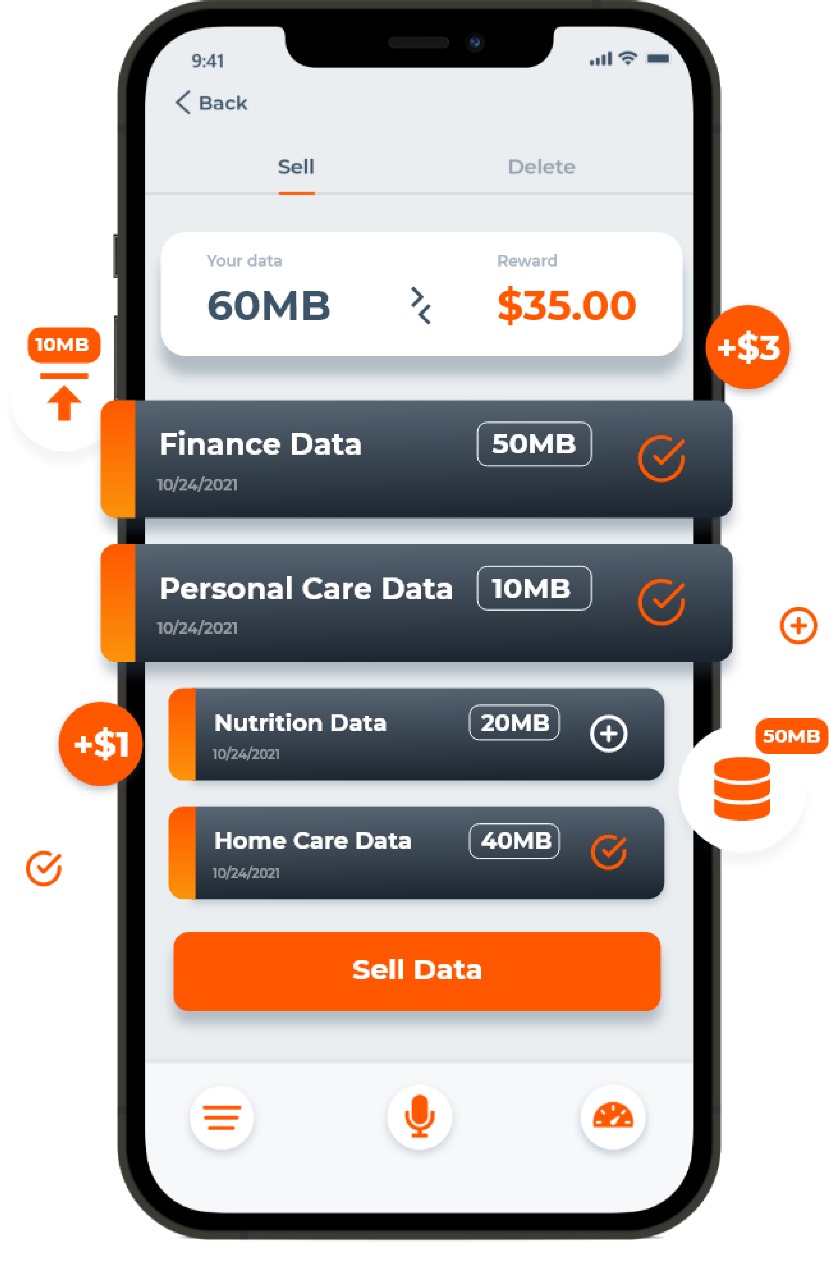 9:41
Back
Sell
Delete
Your data
Reward
60MB
$35.00
10MB
+$3
Finance Data
50MB
10/24/2021
Personal Care Data
10MB
10/24/2021
Nutrition Data
20MB
10/24/2021
+$1
50MB
Home Care Data
40MB
10/24/2021
Sell Data